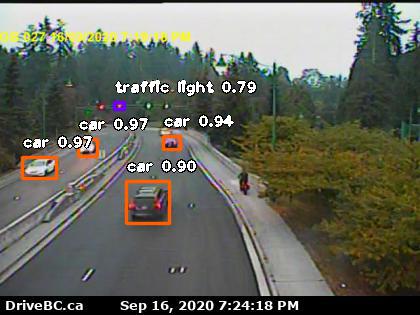 traffic light 0.79
car 0.97
car 0.94
car 0.97
car 0.90
DriveBC.ca Sep 16, 2020 7:24:18 PM